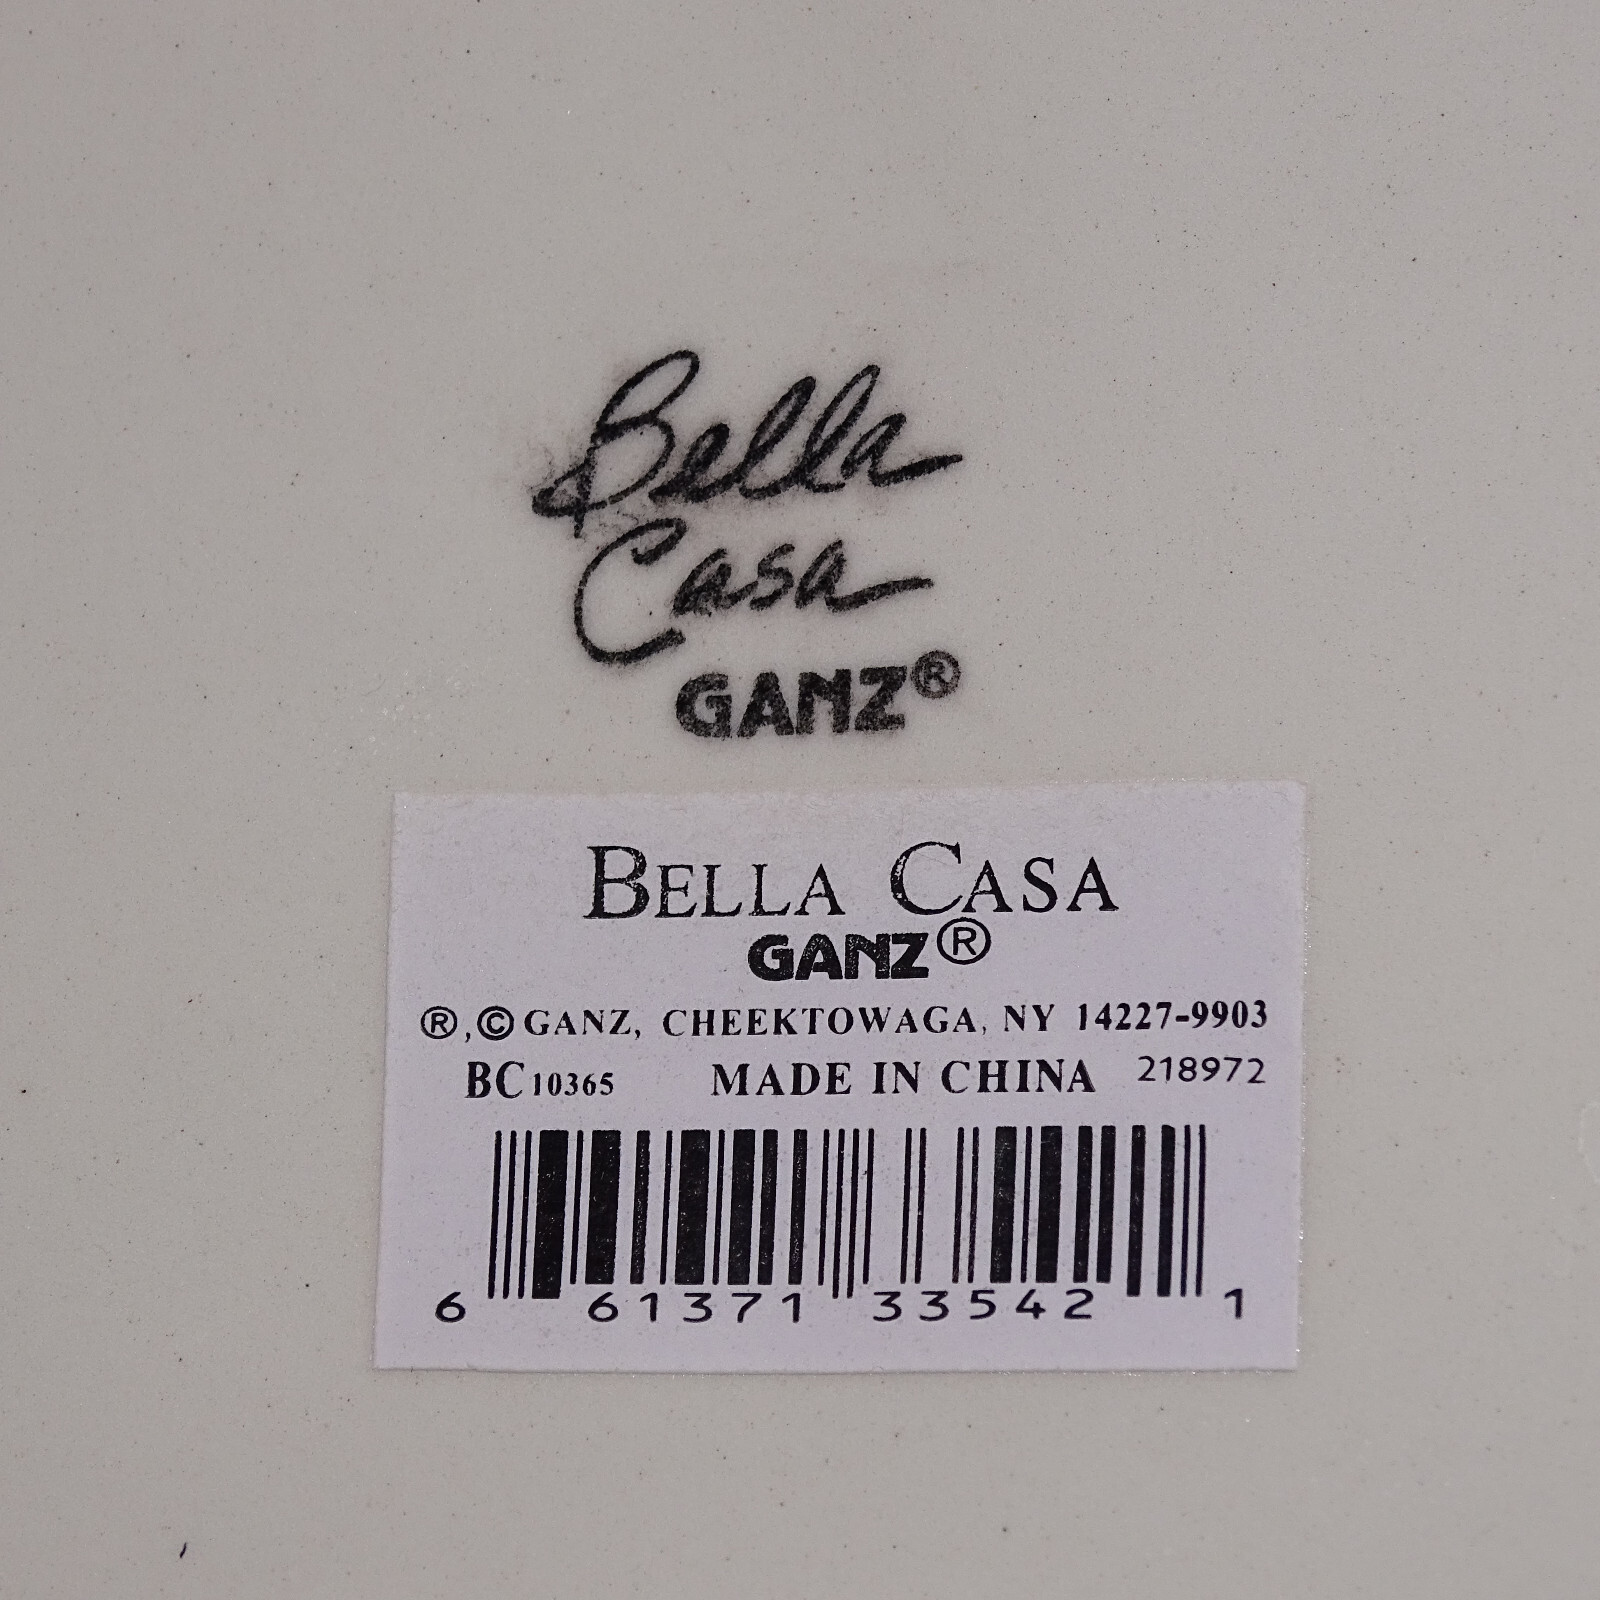 Bella
Casa
GANZ®
BELLA CASA
GANZ®
®,©GANZ, CHEEKTOWAGA, NY 14227-9903
BC10365 MADE IN CHINA 218972
6 61371 33542 1